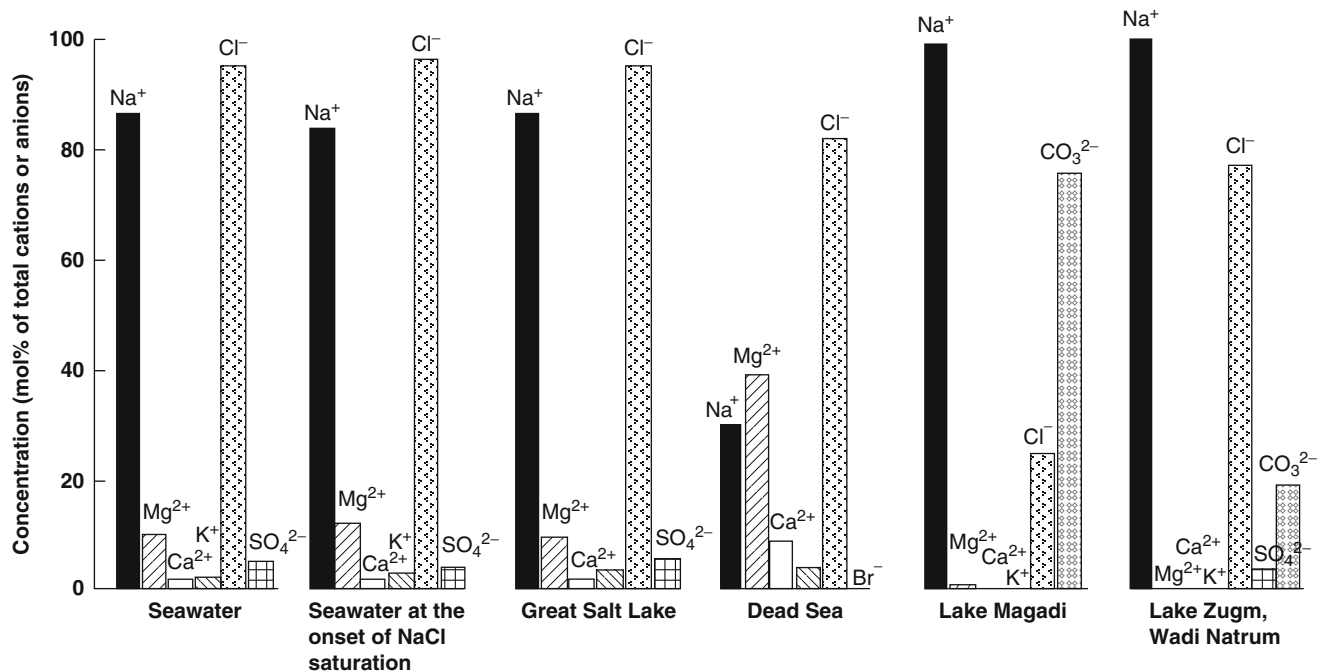 Concentration (mol% of total cations or anions)
100
80
60
40
20
0
Na⁺
Mg²⁺
Ca²⁺
K⁺
Cl⁻
SO₄²⁻
Seawater
Na⁺
Mg²⁺
Ca²⁺
K⁺
Cl⁻
SO₄²⁻
Seawater at the
onset of NaCl
saturation
Na⁺
Mg²⁺
Ca²⁺
Cl⁻
SO₄²⁻
Great Salt Lake
Na⁺
Mg²⁺
Ca²⁺
Cl⁻
Br⁻
Dead Sea
Na⁺
Mg²⁺
Ca²⁺
K⁺
Cl⁻
CO₃²⁻
Lake Magadi
Na⁺
Mg²⁺
Ca²⁺
K⁺
Cl⁻
SO₄²⁻
CO₃²⁻
Lake Zugm,
Wadi Natrum